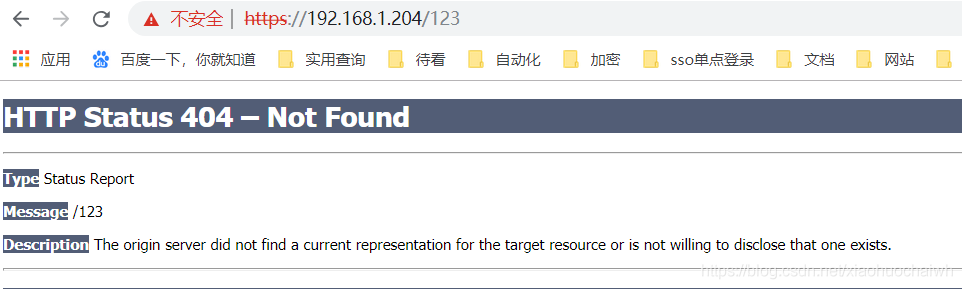 不安全 | https://192.168.1.204/123
应用 百度一下，你就知道 实用查询 待看 自动化 加密 sso单点登录 文档 网站
HTTP Status 404 – Not Found
Type Status Report
Message /123
Description The origin server did not find a current representation for the target resource or is not willing to disclose that one exists.
https://blog.csdn.net/xiaohuochaiwh